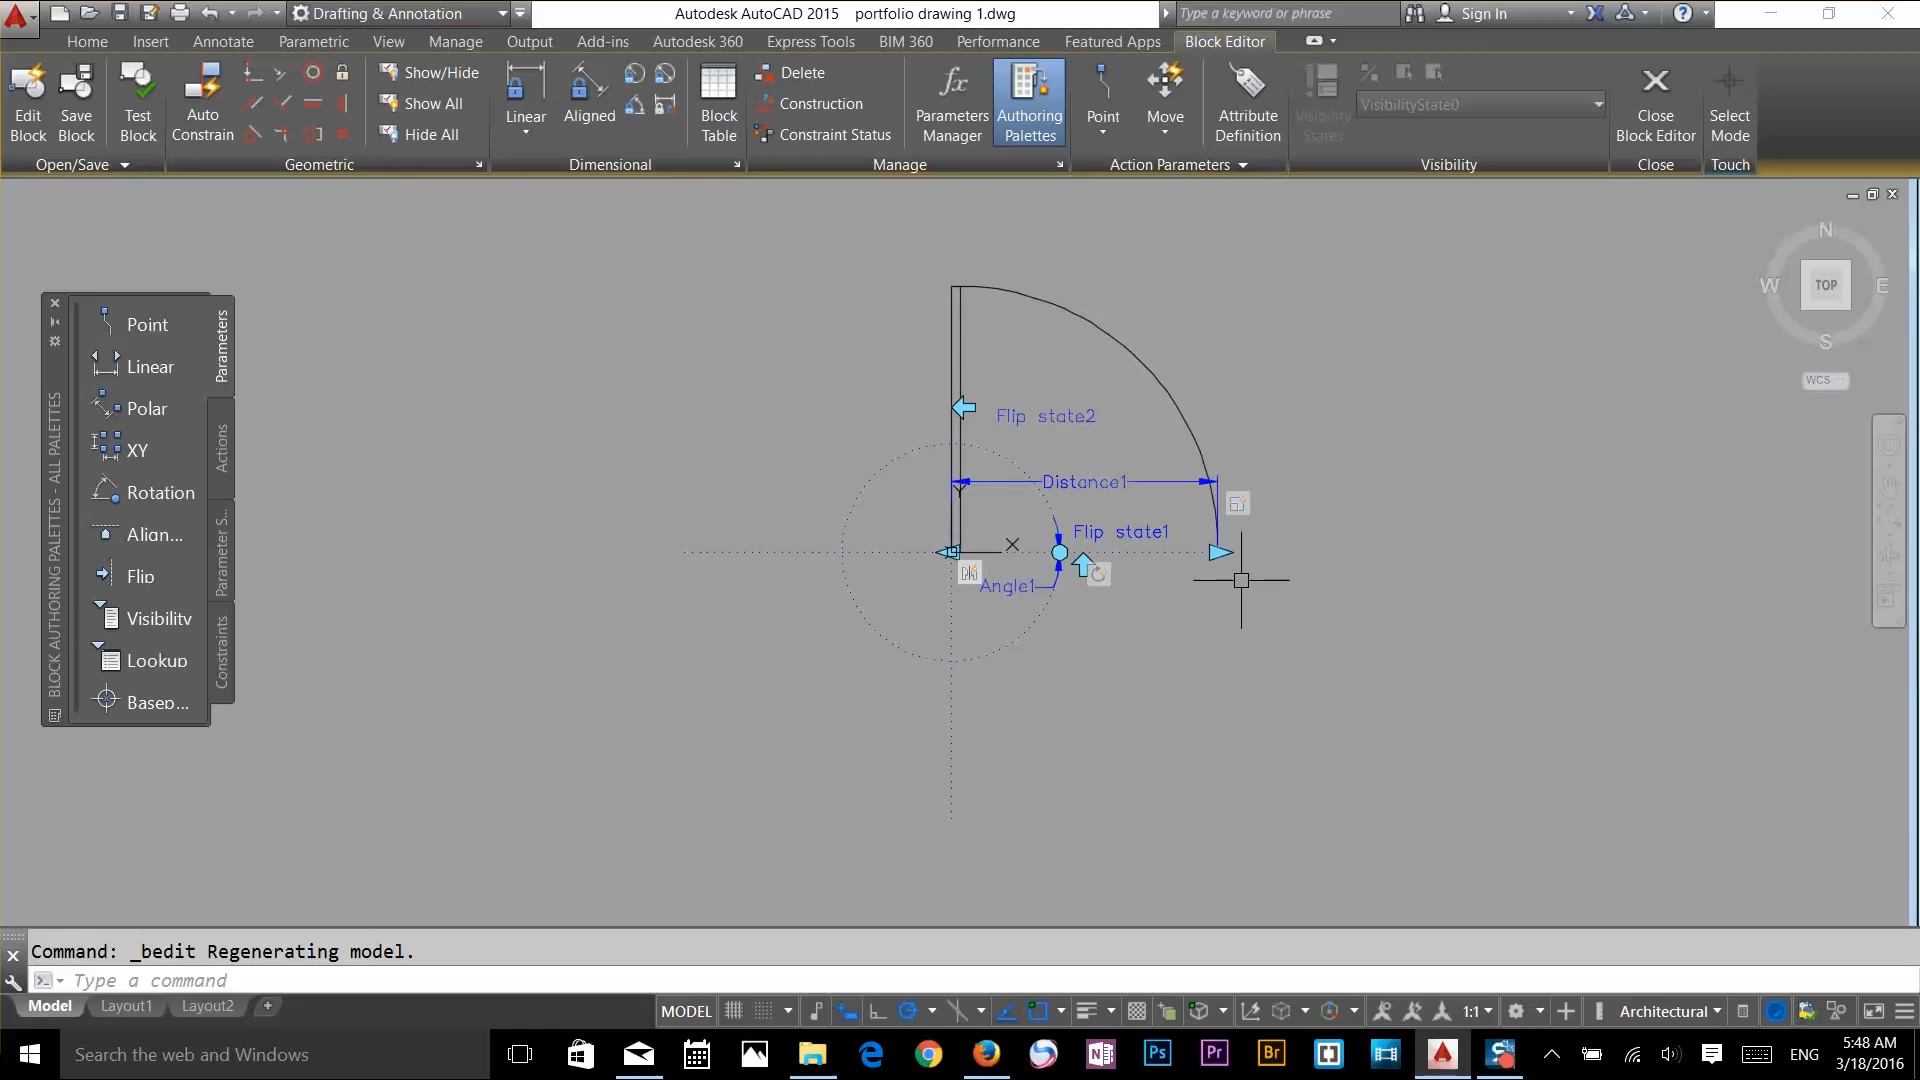 Drafting & Annotation
Autodesk AutoCAD 2015 portfolio drawing 1.dwg
Type a keyword or phrase
Sign In
Home Insert Annotate Parametric View Manage Output Add-ins Autodesk 360 Express Tools BIM 360 Performance Featured Apps Block Editor
Edit Block
Save Block
Test Block
Auto Constrain
Show/Hide
Show All
Hide All
Linear
Aligned
Block Table
Delete
Construction
Constraint Status
Parameters Manager
Authoring Palettes
Point
Move
Attribute Definition
Visibility States
VisibilityState0
Close Block Editor
Select Mode
Open/Save Geometric Dimensional Manage Action Parameters Visibility Close Touch
N
W TOP E
S
WCS
BLOCK AUTHORING PALETTES - ALL PALETTES
Point
Linear
Polar
XY
Rotation
Alian...
Flip
Visibility
Lookup
Basep...
Parameters
Actions
Parameter S...
Constraints
Flip state2
Distance1
Y
Flip state1
X
Angle1
Command: _bedit Regenerating model.
Type a command
Model Layout1 Layout2
MODEL
1:1
Architectural
Search the web and Windows
Ps
Pr
Br
ENG
5:48 AM
3/18/2016